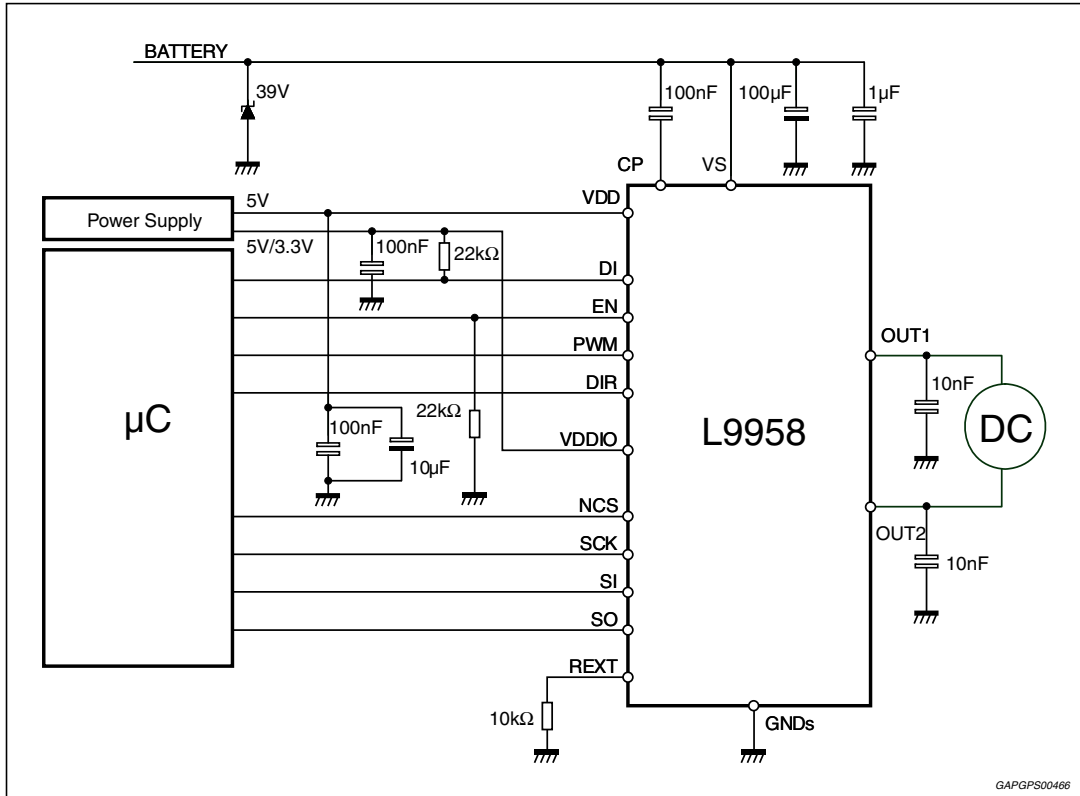 BATTERY
39V
100nF
100µF
1µF
CP
VS
Power Supply
5V
VDD
5V/3.3V
100nF
22kΩ
DI
EN
PWM
DIR
µC
100nF
10µF
22kΩ
VDDIO
L9958
OUT1
10nF
DC
OUT2
10nF
NCS
SCK
SI
SO
REXT
10kΩ
GNDs
GAPGPS00466